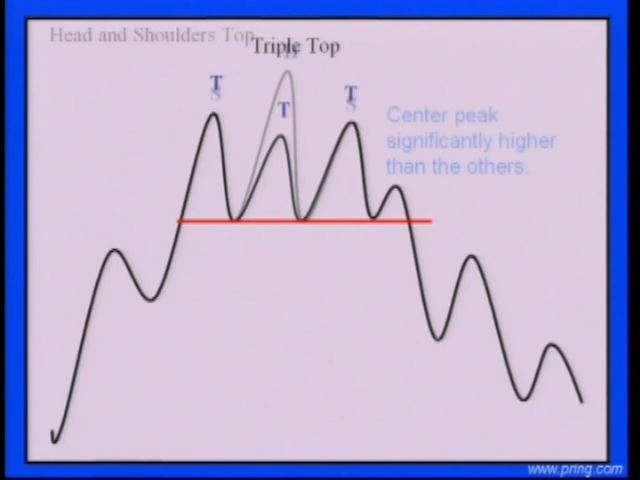 Head and Shoulders Top
Triple Top
H
T
S
T
T
S
Center peak
significantly higher
than the others.
www.pring.com